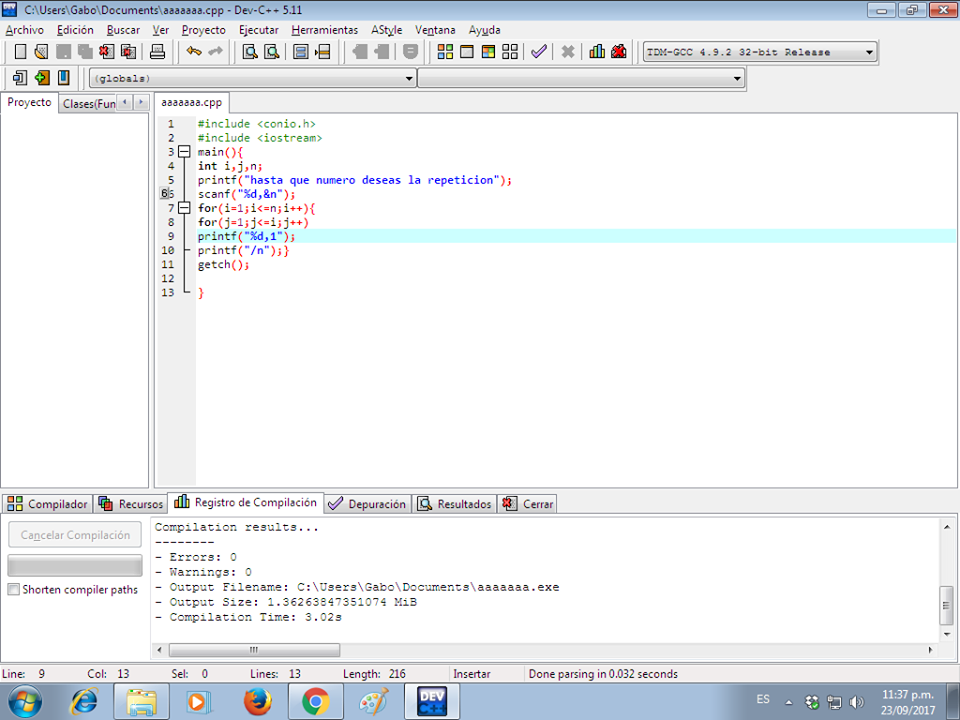 C:\Users\Gabo\Documents\aaaaaaa.cpp - Dev-C++ 5.11
Archivo Edición Buscar Ver Proyecto Ejecutar Herramientas AStyle Ventana Ayuda
TDM-GCC 4.9.2 32-bit Release
(globals)
Proyecto Clases(Fun aaaaaaa.cpp
1 #include <conio.h>
2 #include <iostream>
3 main(){
4 int i,j,n;
5 printf("hasta que numero deseas la repeticion");
66 scanf("%d,&n");
7 for(i=1;i<=n;i++){
8 for(j=1;j<=i;j++)
9 printf("%d,1");
10 printf("/n");}
11 getch();
12
13 }
Compilador Recursos Registro de Compilación Depuración Resultados Cerrar
Cancelar Compilación
Shorten compiler paths
Compilation results...
--------
- Errors: 0
- Warnings: 0
- Output Filename: C:\Users\Gabo\Documents\aaaaaaa.exe
- Output Size: 1.36263847351074 MiB
- Compilation Time: 3.02s
Line: 9 Col: 13 Sel: 0 Lines: 13 Length: 216 Insertar Done parsing in 0.032 seconds
DEV C++
ES
11:37 p.m.
23/09/2017